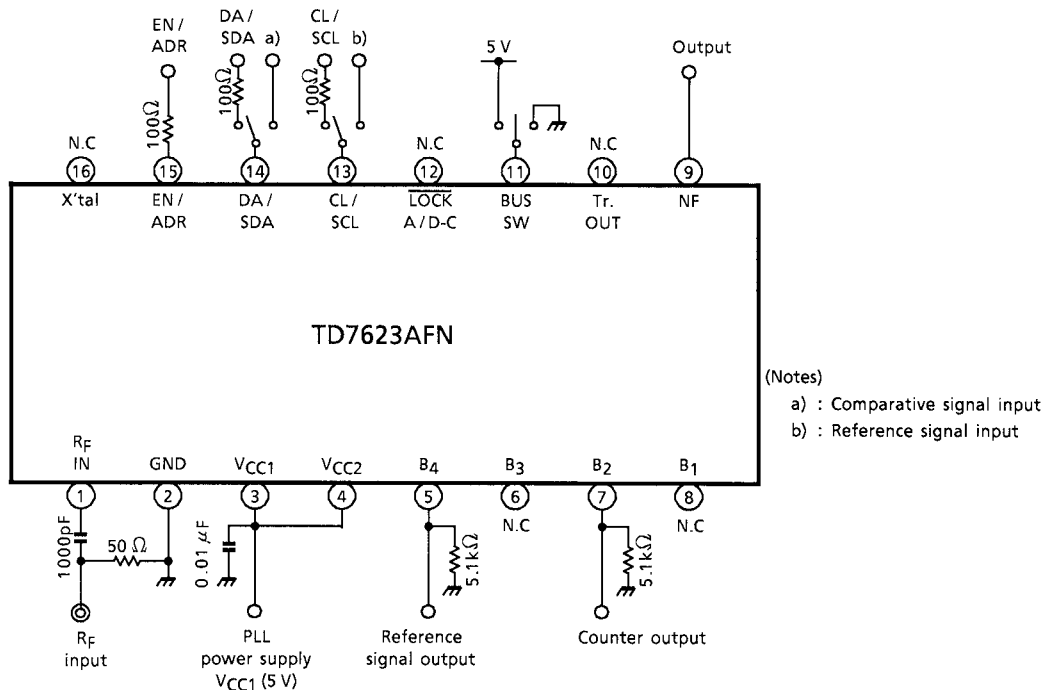 EN /
ADR
DA /
SDA a)
CL /
SCL b)
5 V
Output
100Ω
100Ω
100Ω
N.C
N.C
N.C
16
15
14
13
12
11
10
9
X'tal
EN /
ADR
DA /
SDA
CL /
SCL
LOCK
A / D-C
BUS
SW
Tr.
OUT
NF
TD7623AFN
(Notes)
a) : Comparative signal input
b) : Reference signal input
RF
IN
GND
VCC1
VCC2
B4
B3
B2
B1
1
2
3
4
5
6
7
8
N.C
N.C
1000pF
50 Ω
0.01 μF
5.1kΩ
5.1kΩ
RF
input
PLL
power supply
VCC1 (5 V)
Reference
signal output
Counter output